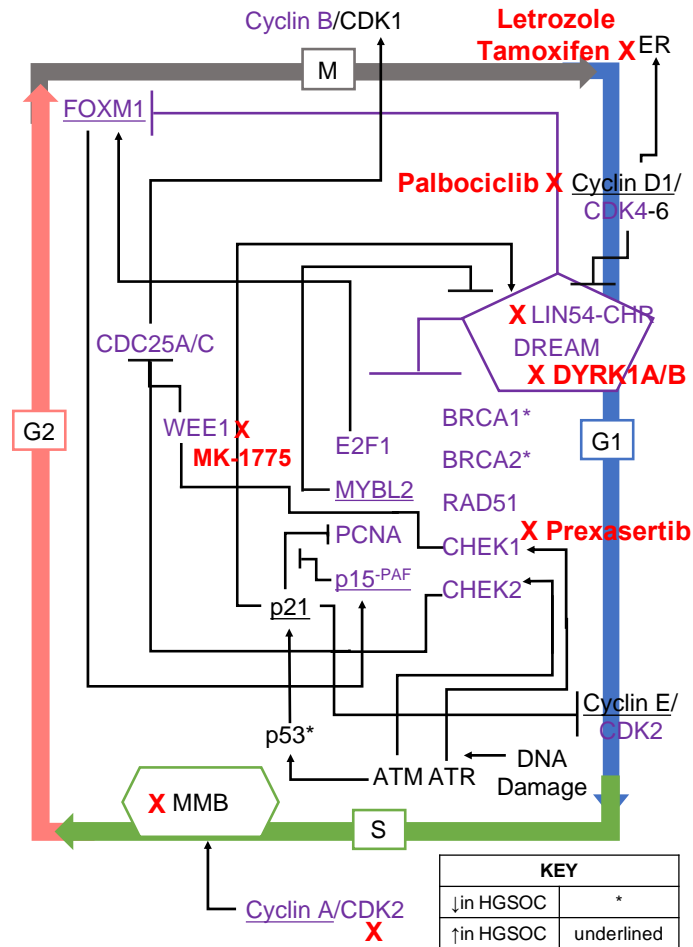 Cyclin B/CDK1
Letrozole
Tamoxifen X ER
M
FOXM1
Palbociclib X Cyclin D1/
CDK4-6
X LIN54-CHR
DREAM
X DYRK1A/B
CDC25A/C
G2
WEE1 X
MK-1775
E2F1
BRCA1*
G1
BRCA2*
MYBL2
RAD51
PCNA
X Prexasertib
CHEK1
p15-PAF
CHEK2
p21
Cyclin E/
CDK2
p53*
ATM ATR
DNA
Damage
X MMB
S
Cyclin A/CDK2
X
KEY
↓in HGSOC *
↑in HGSOC underlined